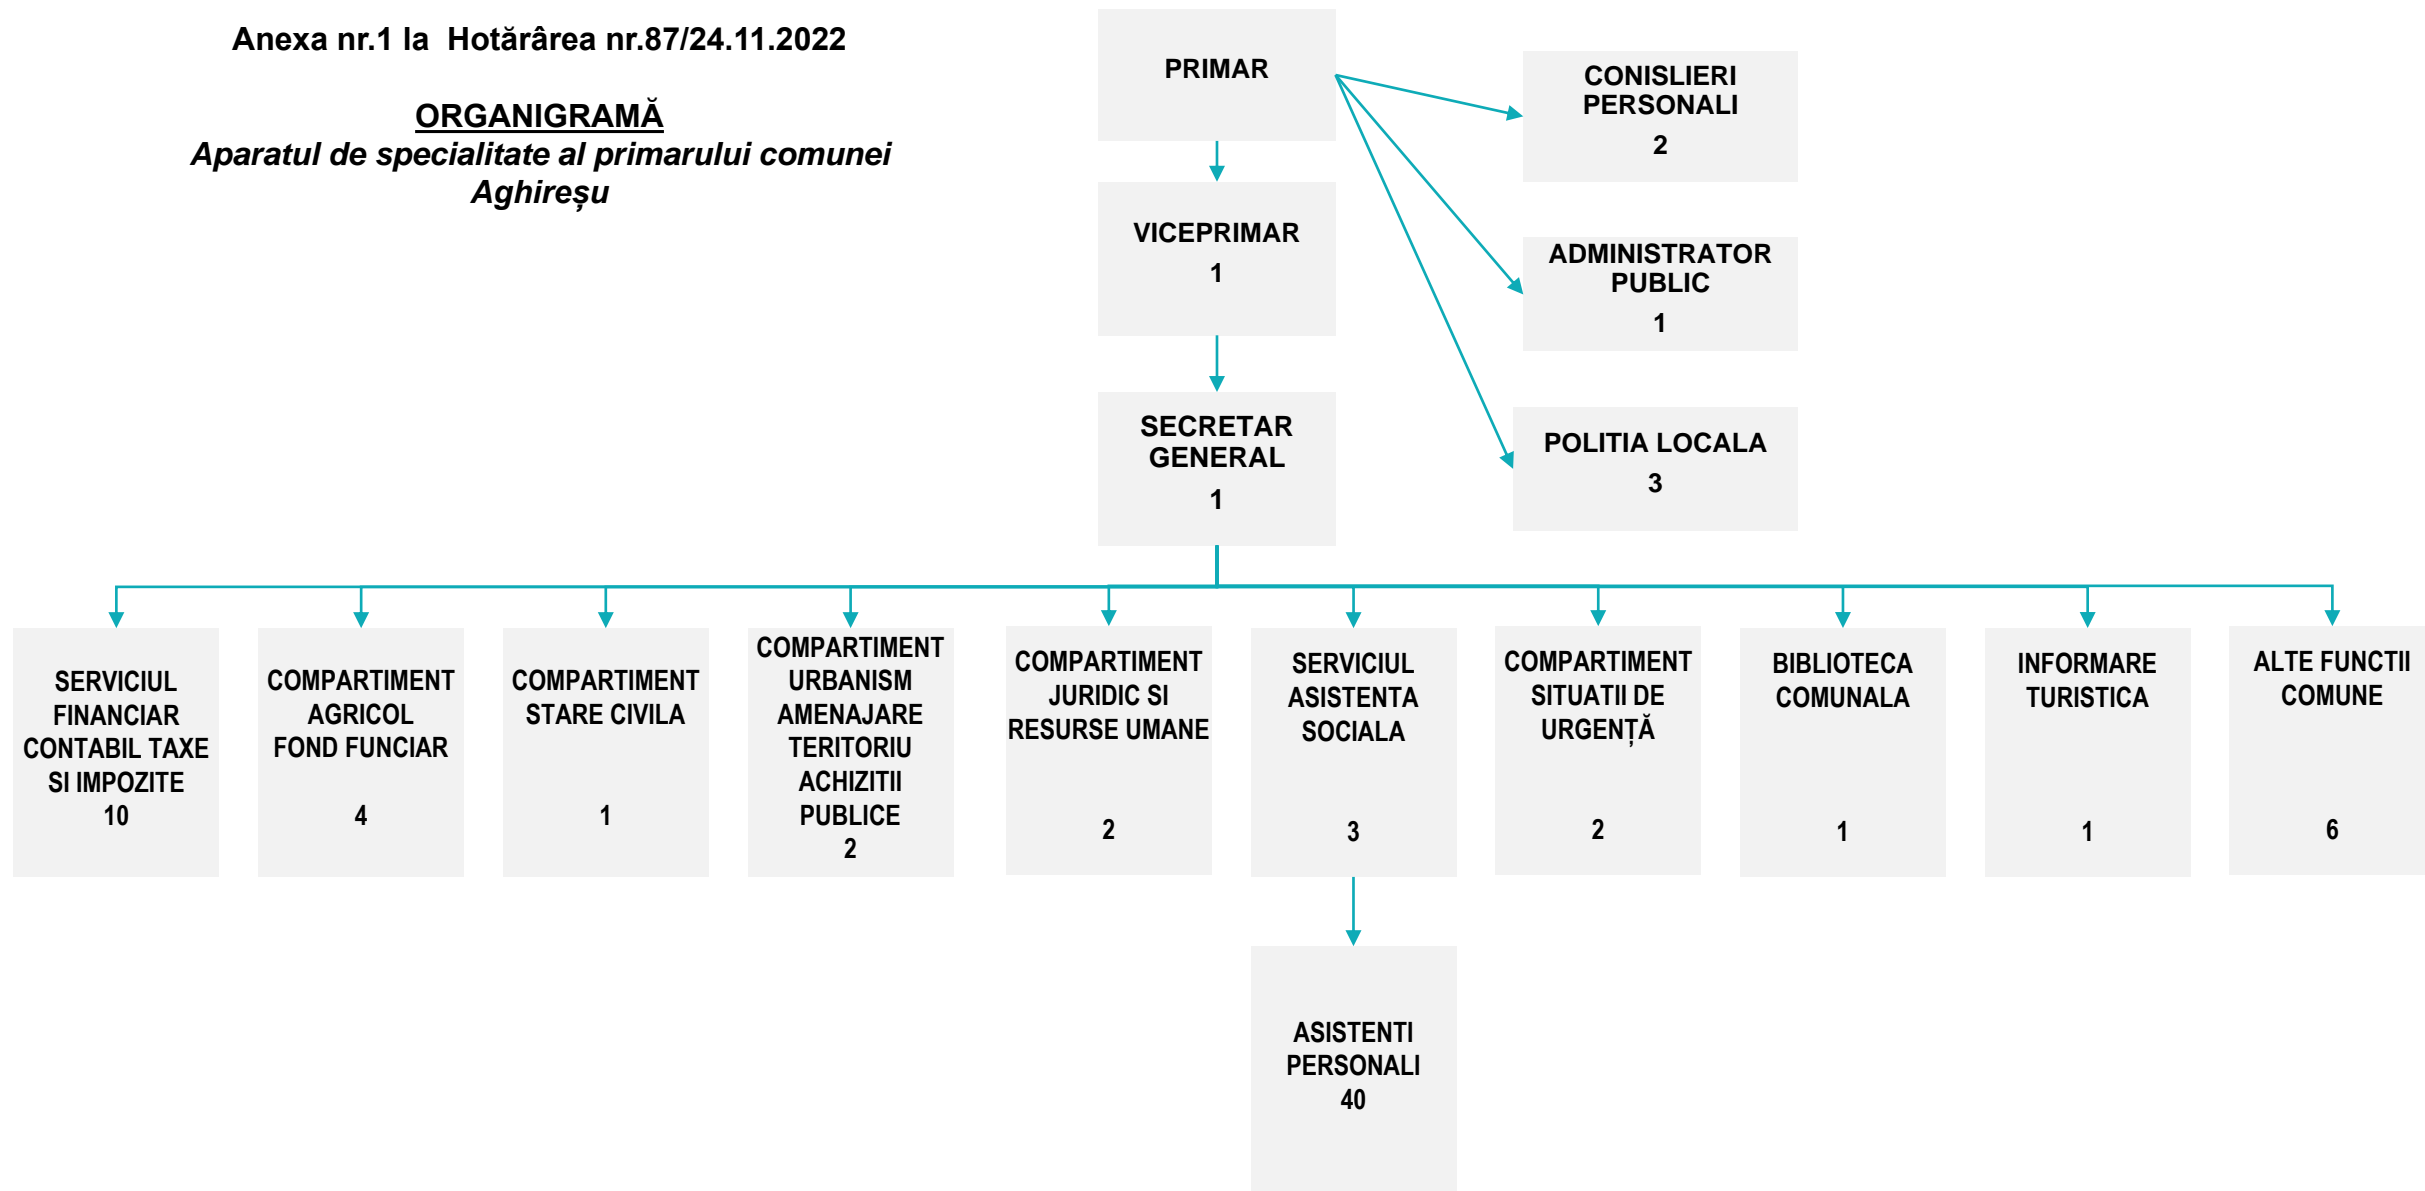 Anexa nr.1 la Hotărârea nr.87/24.11.2022
ORGANIGRAMĂ
Aparatul de specialitate al primarului comunei
Aghireșu
PRIMAR
CONISLIERI
PERSONALI
2
VICEPRIMAR
1
ADMINISTRATOR
PUBLIC
1
SECRETAR
GENERAL
1
POLITIA LOCALA
3
SERVICIUL
FINANCIAR
CONTABIL TAXE
SI IMPOZITE
10
COMPARTIMENT
AGRICOL
FOND FUNCIAR
4
COMPARTIMENT
STARE CIVILA
1
COMPARTIMENT
URBANISM
AMENAJARE
TERITORIU
ACHIZITII
PUBLICE
2
COMPARTIMENT
JURIDIC SI
RESURSE UMANE
2
SERVICIUL
ASISTENTA
SOCIALA
3
COMPARTIMENT
SITUATII DE
URGENȚĂ
2
BIBLIOTECA
COMUNALA
1
INFORMARE
TURISTICA
1
ALTE FUNCTII
COMUNE
6
ASISTENTI
PERSONALI
40